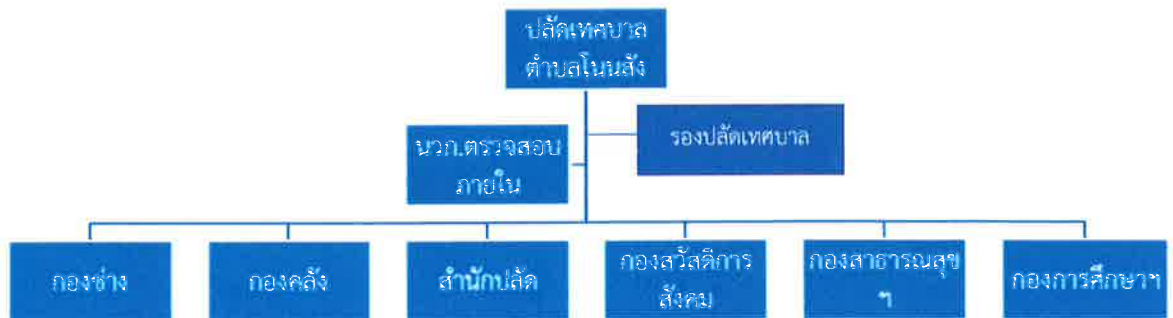 ปลัดเทศบาล
ตำบลโนนสัง
รองปลัดเทศบาล
นวก.ตรวจสอบ
ภายใน
กองช่าง
กองคลัง
สำนักปลัด
กองสวัสดิการ
สังคม
กองสาธารณสุข
ฯ
กองการศึกษาฯ